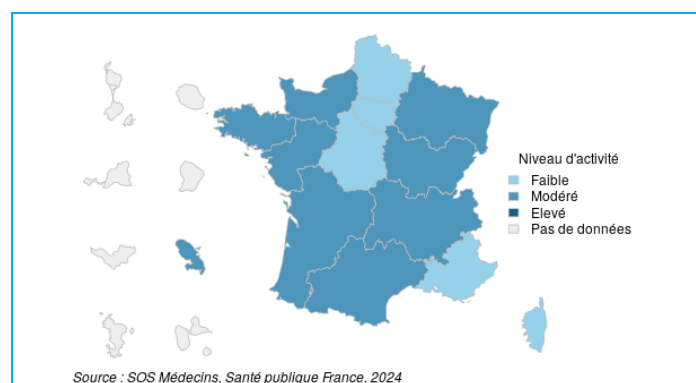 Niveau d'activité
Faible
Modéré
Elevé
Pas de données
Source : SOS Médecins, Santé publique France, 2024